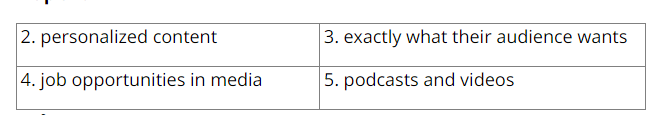 2. personalized content
3. exactly what their audience wants
4. job opportunities in media
5. podcasts and videos